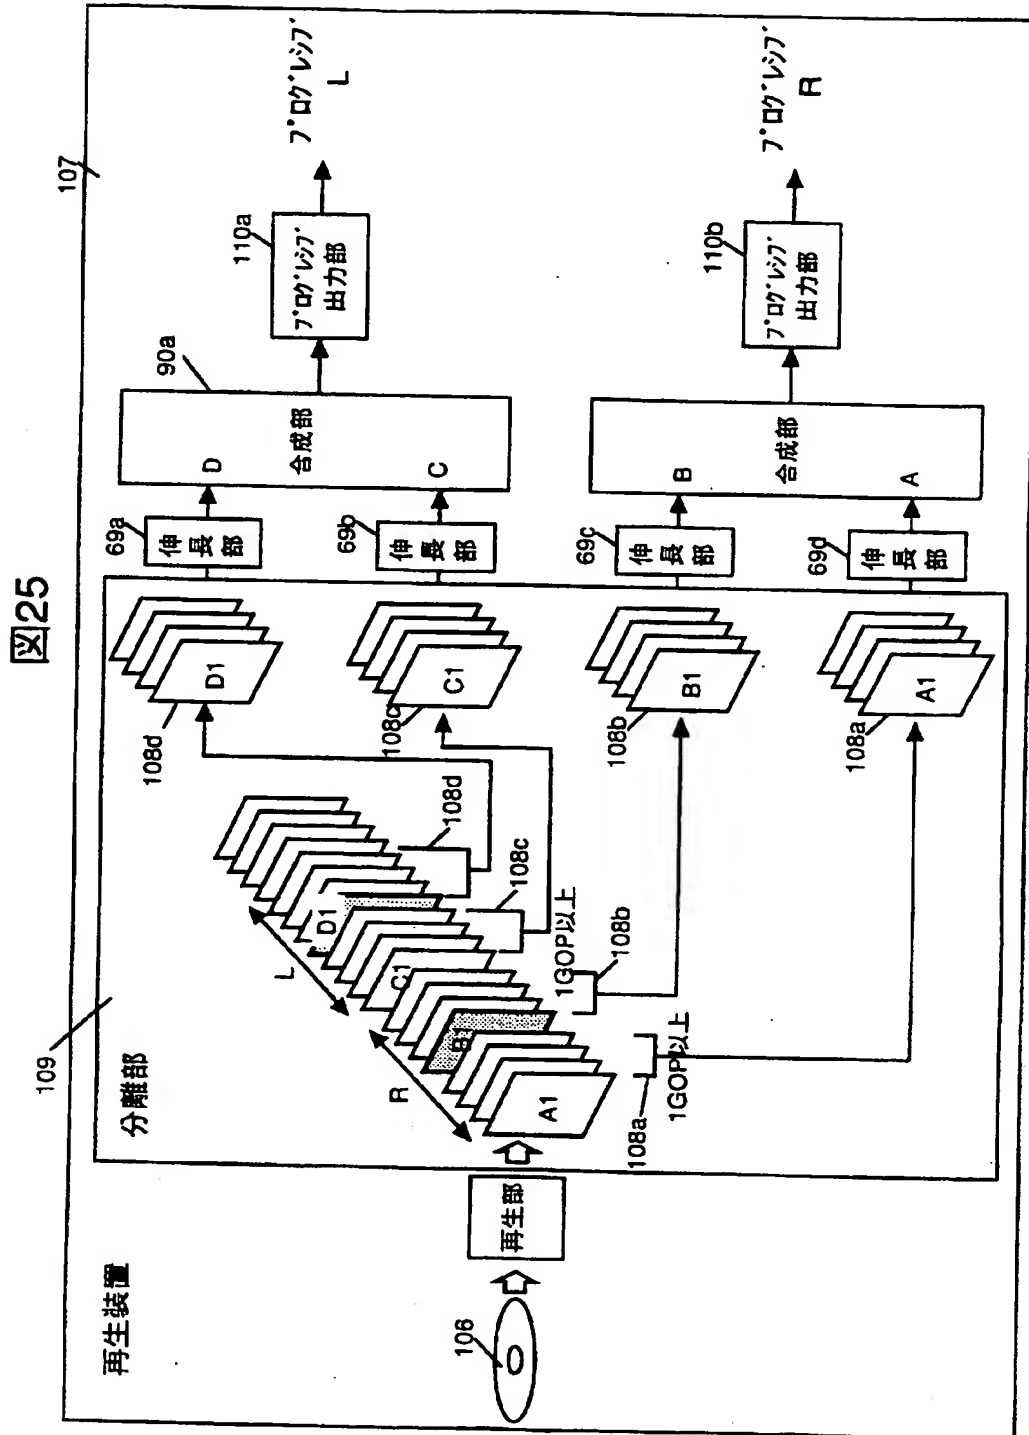 図25
再生装置
107
106
再生部
109
分離部
A1
B1
C1
D1
R
L
108a
1GOP以上
108b
1GOP以上
108c
108d
108d
D1
108c
C1
108b
B1
108a
A1
69a
伸長部
69b
伸長部
69c
伸長部
69d
伸長部
90a
D
合成部
C
B
合成部
A
110a
プログレシブ
出力部
プログレシブ
L
110b
プログレシブ
出力部
プログレシブ
R